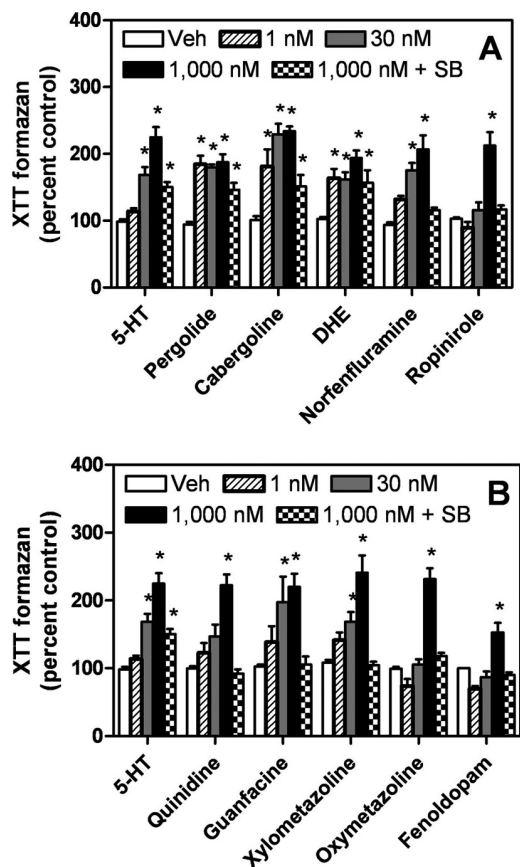 A
Veh 1 nM 30 nM
1,000 nM 1,000 nM + SB
XTT formazan
(percent control)
400
300
200
100
0
* * * * * * * * * * * * * * * * *
5-HT Pergolide Cabergoline DHE Norfenfluramine Ropinirole
B
Veh 1 nM 30 nM
1,000 nM 1,000 nM + SB
XTT formazan
(percent control)
400
300
200
100
0
* * * * * * * * * * *
5-HT Quinidine Guanfacine Xylometazoline Oxymetazoline Fenoldopam